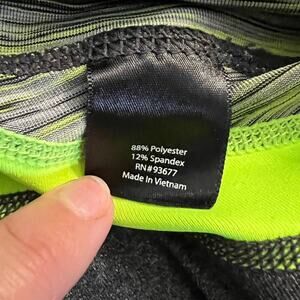 88% Polyester
12% Spandex
RN#93677
Made In Vietnam